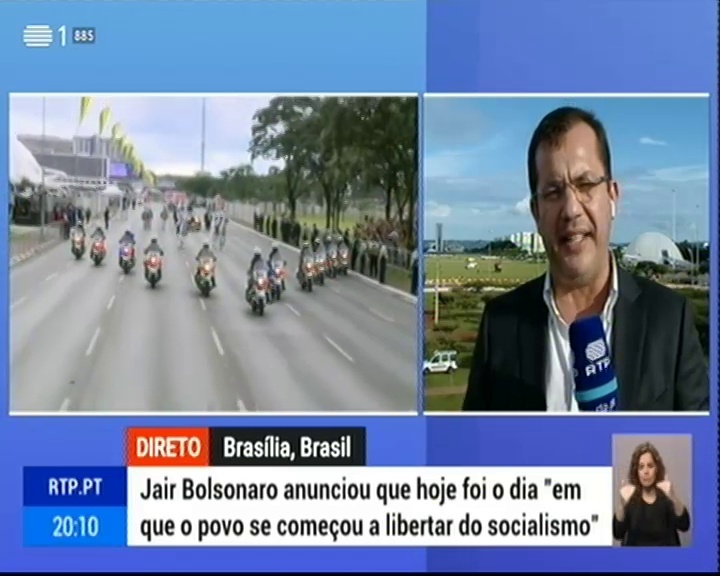 1 885
RTP
DIRETO Brasília, Brasil
RTP.PT
20:10
Jair Bolsonaro anunciou que hoje foi o dia "em
que o povo se começou a libertar do socialismo"